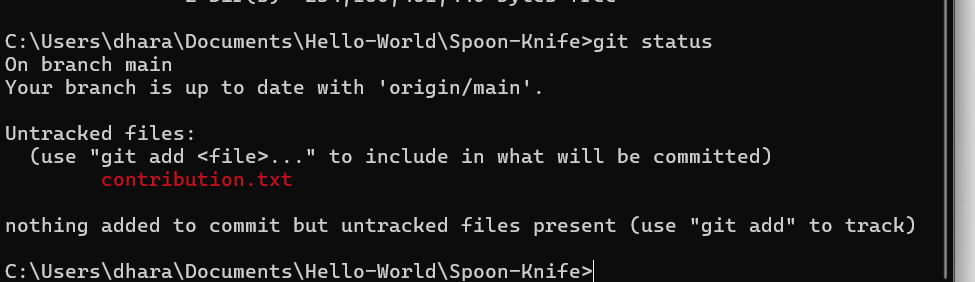 C:\Users\dhara\Documents\Hello-World\Spoon-Knife>git status
On branch main
Your branch is up to date with 'origin/main'.
Untracked files:
(use "git add <file>..." to include in what will be committed)
contribution.txt
nothing added to commit but untracked files present (use "git add" to track)
C:\Users\dhara\Documents\Hello-World\Spoon-Knife>